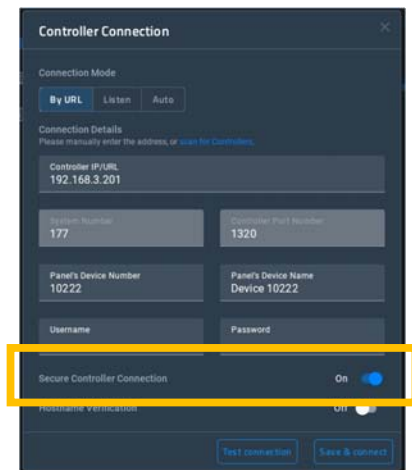 Controller Connection
Connection Mode
By URL Listen Auto
Connection Details
Please manually enter the address, or scan for Controllers.
Controller IP/URL
192.168.3.201
System Number Controller Port Number
177 1320
Panel's Device Number Panel's Device Name
10222 Device 10222
Username Password
Secure Controller Connection On
Hostname Verification Off
Test connection Save & connect